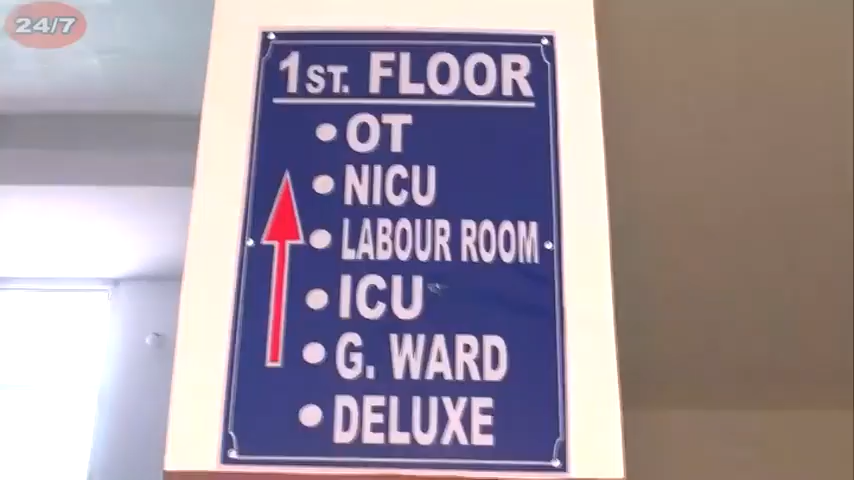 24/7
1ST. FLOOR
• OT
• NICU
• LABOUR ROOM
• ICU
• G. WARD
• DELUXE